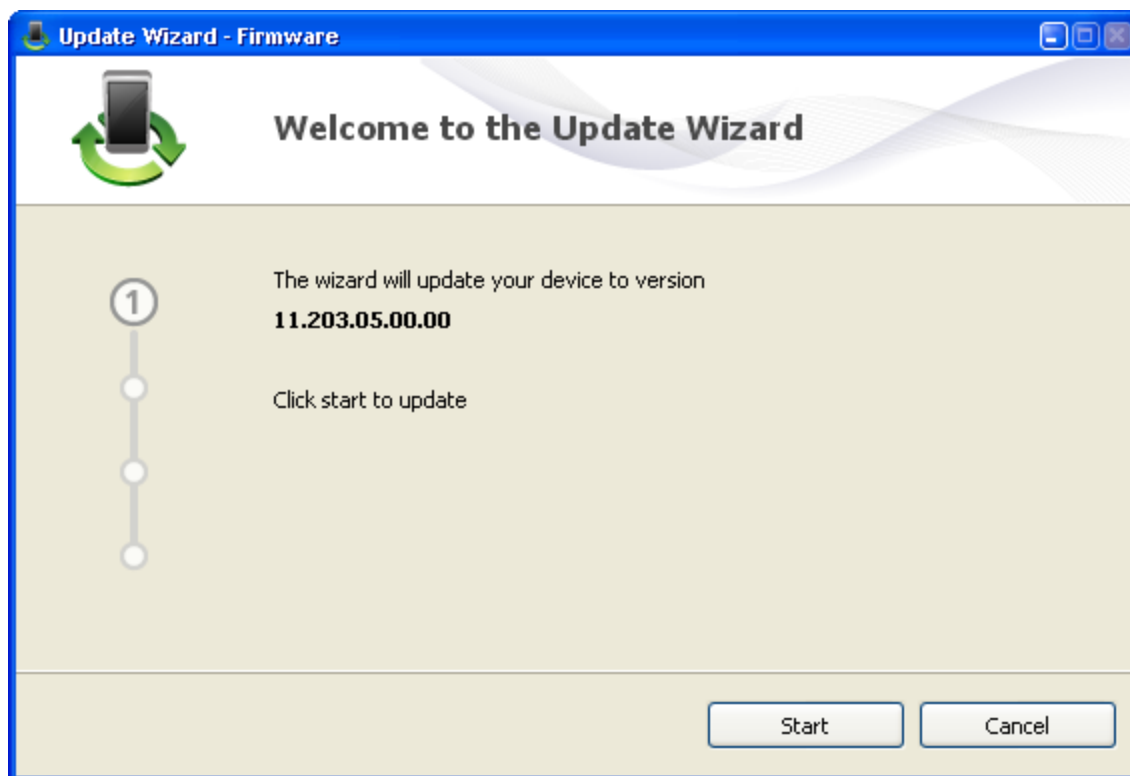 Update Wizard - Firmware
Welcome to the Update Wizard
1
The wizard will update your device to version
11.203.05.00.00
Click start to update
Start
Cancel